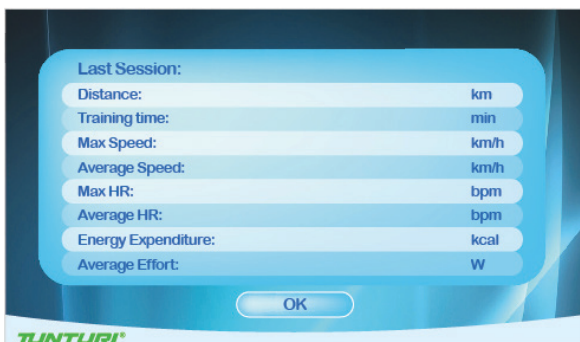 Last Session:
Distance: km
Training time: min
Max Speed: km/h
Average Speed: km/h
Max HR: bpm
Average HR: bpm
Energy Expenditure: kcal
Average Effort: W
OK
TUNTURI®